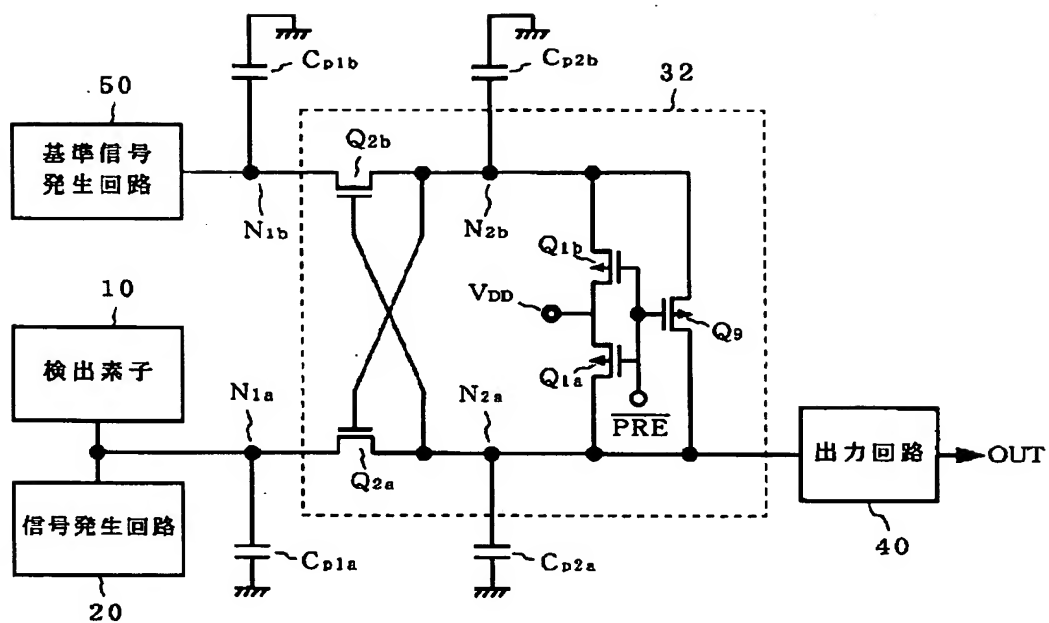 Cp1b
Cp2b
32
50
基準信号
発生回路
Q2b
N1b
N2b
Q1b
VDD
Q9
Q1a
PRE
10
検出素子
N1a
N2a
Q2a
出力回路
OUT
信号発生回路
Cp1a
Cp2a
40
20